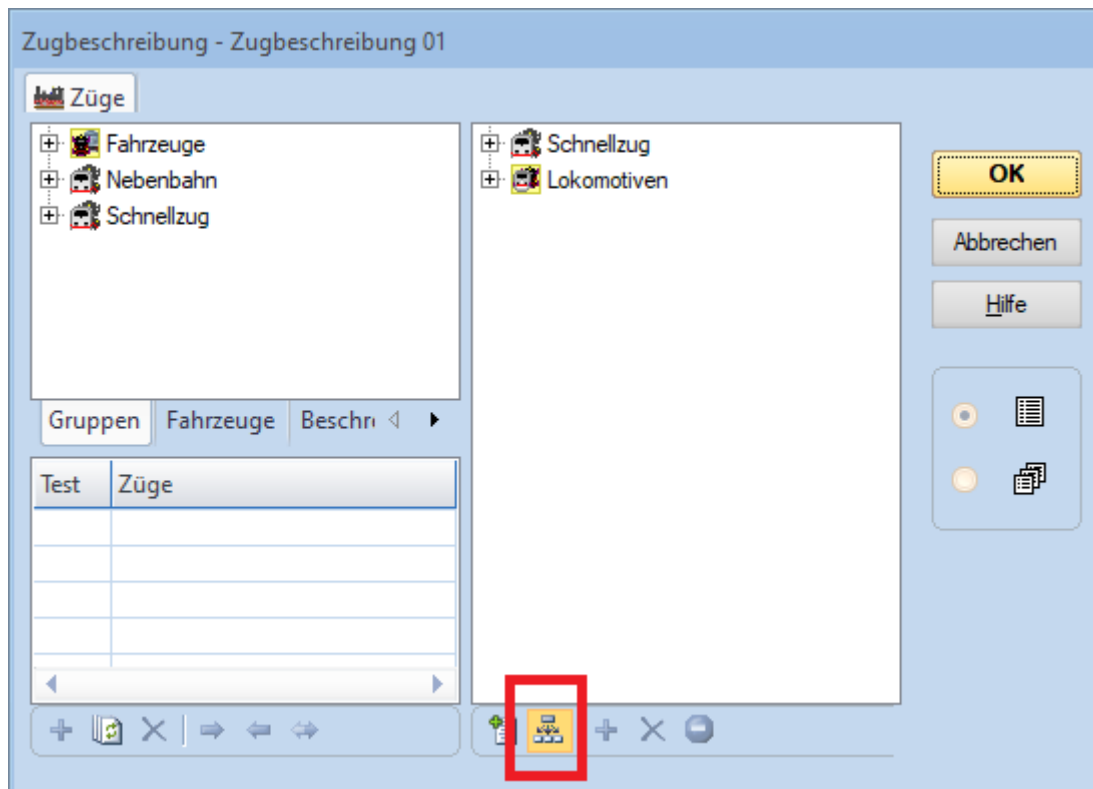 Zugbeschreibung - Zugbeschreibung 01
Züge
Fahrzeuge
Nebenbahn
Schnellzug
Gruppen Fahrzeuge Beschr
Test Züge
Schnellzug
Lokomotiven
OK
Abbrechen
Hilfe